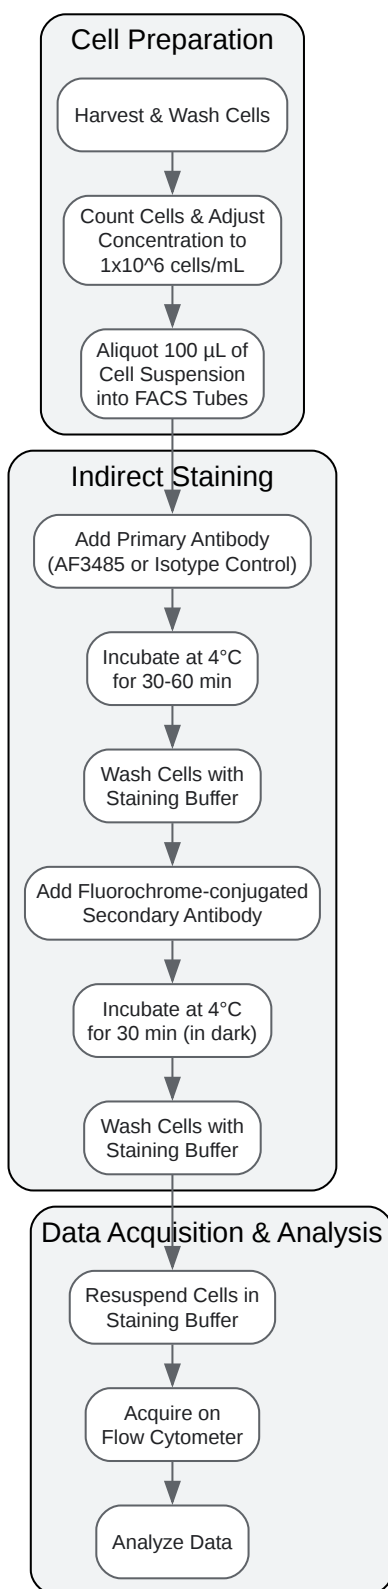 Cell Preparation
Harvest & Wash Cells
Count Cells & Adjust
Concentration to
1x10^6 cells/mL
Aliquot 100 µL of
Cell Suspension
into FACS Tubes
Indirect Staining
Add Primary Antibody
(AF3485 or Isotype Control)
Incubate at 4°C
for 30-60 min
Wash Cells with
Staining Buffer
Add Fluorochrome-conjugated
Secondary Antibody
Incubate at 4°C
for 30 min (in dark)
Wash Cells with
Staining Buffer
Data Acquisition & Analysis
Resuspend Cells in
Staining Buffer
Acquire on
Flow Cytometer
Analyze Data